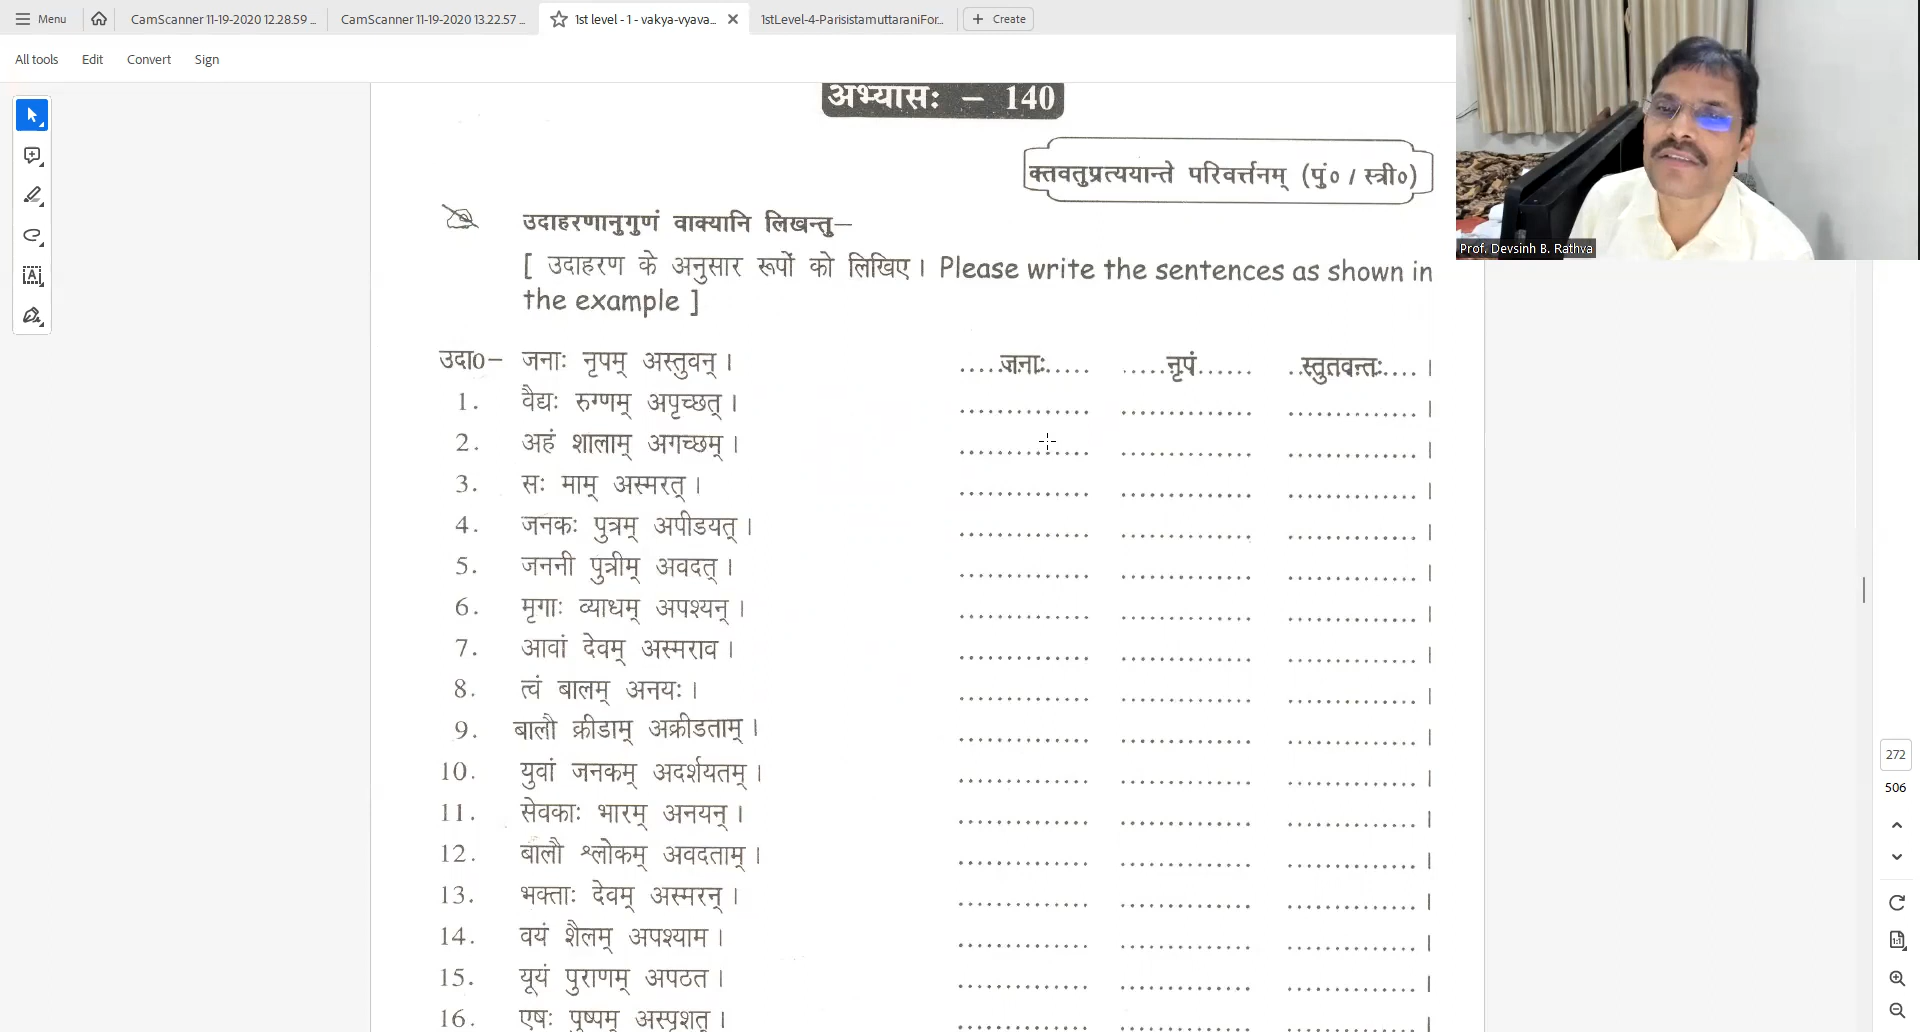 Menu CamScanner 11-19-2020 12.28.59 ... CamScanner 11-19-2020 13.22.57 ... 1st level - 1 - vakya-vyava... 1stLevel-4-ParisistamuttaraniFor... Create
All tools Edit Convert Sign
अभ्यासः – 140
क्तवतुप्रत्ययान्ते परिवर्त्तनम् (पुं० / स्त्री०)
उदाहरणानुगुणं वाक्यानि लिखन्तु—
[ उदाहरण के अनुसार रूपों को लिखिए । Please write the sentences as shown in
the example ]
उदा०— जनाः नृपम् अस्तुवन् । .....जनाः..... .....नृपं...... ..स्तुतवन्तः.... ।
1. वैद्यः रुग्णम् अपृच्छत् । ................ ................ ................ ।
2. अहं शालाम् अगच्छम् । ................ ................ ................ ।
3. सः माम् अस्मरत् । ................ ................ ................ ।
4. जनकः पुत्रम् अपीडयत् । ................ ................ ................ ।
5. जननी पुत्रीम् अवदत् । ................ ................ ................ ।
6. मृगाः व्याधम् अपश्यन् । ................ ................ ................ ।
7. आवां देवम् अस्मराव । ................ ................ ................ ।
8. त्वं बालम् अनयः । ................ ................ ................ ।
9. बालौ क्रीडाम् अक्रीडताम् । ................ ................ ................ ।
10. युवां जनकम् अदर्शयतम् । ................ ................ ................ ।
11. सेवकाः भारम् अनयन् । ................ ................ ................ ।
12. बालौ श्लोकम् अवदताम् । ................ ................ ................ ।
13. भक्ताः देवम् अस्मरन् । ................ ................ ................ ।
14. वयं शैलम् अपश्याम । ................ ................ ................ ।
15. यूयं पुराणम् अपठत । ................ ................ ................ ।
16. एषः पुष्पम् अस्पृशत् । ................ ................ ................ ।
Prof. Devsinh B. Rathva
272
506